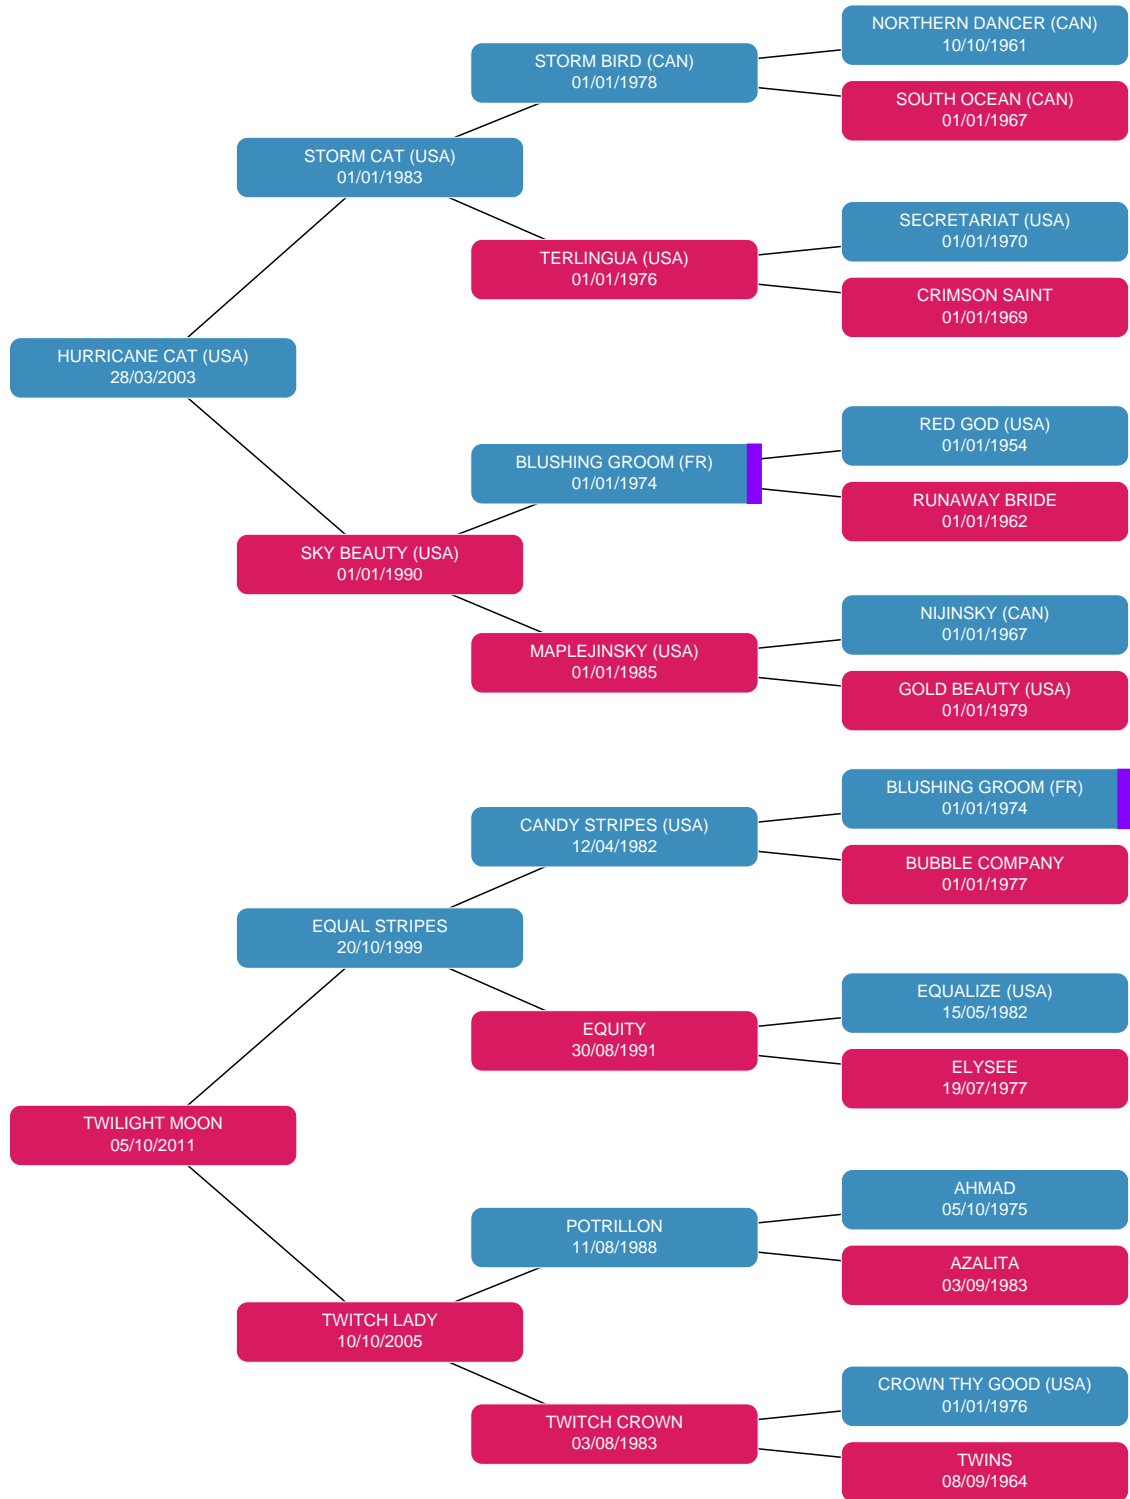 NORTHERN DANCER (CAN)
10/10/1961
STORM BIRD (CAN)
01/01/1978
SOUTH OCEAN (CAN)
01/01/1967
STORM CAT (USA)
01/01/1983
SECRETARIAT (USA)
01/01/1970
TERLINGUA (USA)
01/01/1976
CRIMSON SAINT
01/01/1969
HURRICANE CAT (USA)
28/03/2003
RED GOD (USA)
01/01/1954
BLUSHING GROOM (FR)
01/01/1974
RUNAWAY BRIDE
01/01/1962
SKY BEAUTY (USA)
01/01/1990
NIJINSKY (CAN)
01/01/1967
MAPLEJINSKY (USA)
01/01/1985
GOLD BEAUTY (USA)
01/01/1979
BLUSHING GROOM (FR)
01/01/1974
CANDY STRIPES (USA)
12/04/1982
BUBBLE COMPANY
01/01/1977
EQUAL STRIPES
20/10/1999
EQUALIZE (USA)
15/05/1982
EQUITY
30/08/1991
ELYSEE
19/07/1977
TWILIGHT MOON
05/10/2011
AHMAD
05/10/1975
POTRILLON
11/08/1988
AZALITA
03/09/1983
TWITCH LADY
10/10/2005
CROWN THY GOOD (USA)
01/01/1976
TWITCH CROWN
03/08/1983
TWINS
08/09/1964